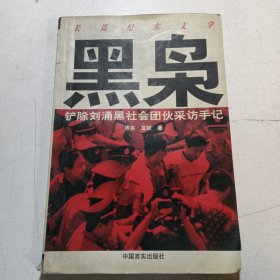 长篇纪实文学
黑枭
铲除刘涌黑社会团伙采访手记
著
中国言实出版社